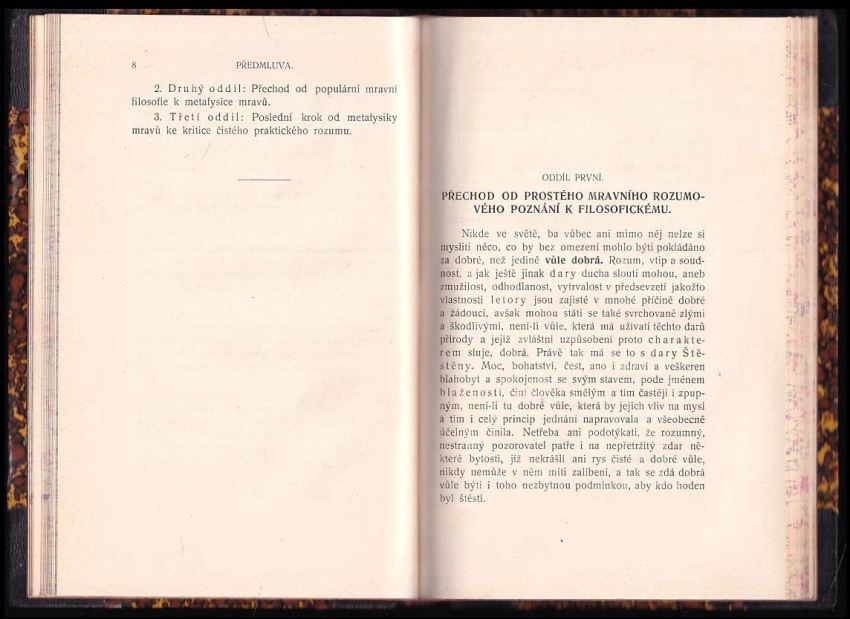 8 PŘEDMLUVA.
2. Druhý oddíl: Přechod od populární mravní
filosofie k metafysice mravů.
3. Třetí oddíl: Poslední krok od metafysiky
mravů ke kritice čistého praktického rozumu.
ODDÍL PRVNÍ.
PŘECHOD OD PROSTÉHO MRAVNÍHO ROZUMO-
VÉHO POZNÁNÍ K FILOSOFICKÉMU.
Nikde ve světě, ba vůbec ani mimo něj nelze si
mysliti něco, co by bez omezení mohlo býti pokládáno
za dobré, než jedině vůle dobrá. Rozum, vtip a soud-
nost, a jak ještě jinak dary ducha slouti mohou, aneb
zmužilost, odhodlanost, vytrvalost v předsevzetí jakožto
vlastnosti letory jsou zajisté v mnohé příčině dobré
a žádoucí, avšak mohou státi se také svrchovaně zlými
a škodlivými, není-li vůle, která má užívati těchto darů
přírody a jejíž zvláštní uzpůsobení proto charakte-
rem sluje, dobrá. Právě tak má se to s dary Ště-
stěny. Moc, bohatství, čest, ano i zdraví a veškeren
blahobyt a spokojenost se svým stavem, pode jménem
blaženosti, činí člověka smělým a tím častěji i zpup-
ným, není-li tu dobré vůle, která by jejich vliv na mysl
a tím i celý princip jednání napravovala a všeobecně
účelným činila. Netřeba ani podotýkati, že rozumný,
nestranný pozorovatel patře i na nepřetržitý zdar ně-
které bytosti, jíž nekrášlí ani rys čisté a dobré vůle,
nikdy nemůže v něm míti zalíbení, a tak se zdá dobrá
vůle býti i toho nezbytnou podmínkou, aby kdo hoden
byl štěstí.